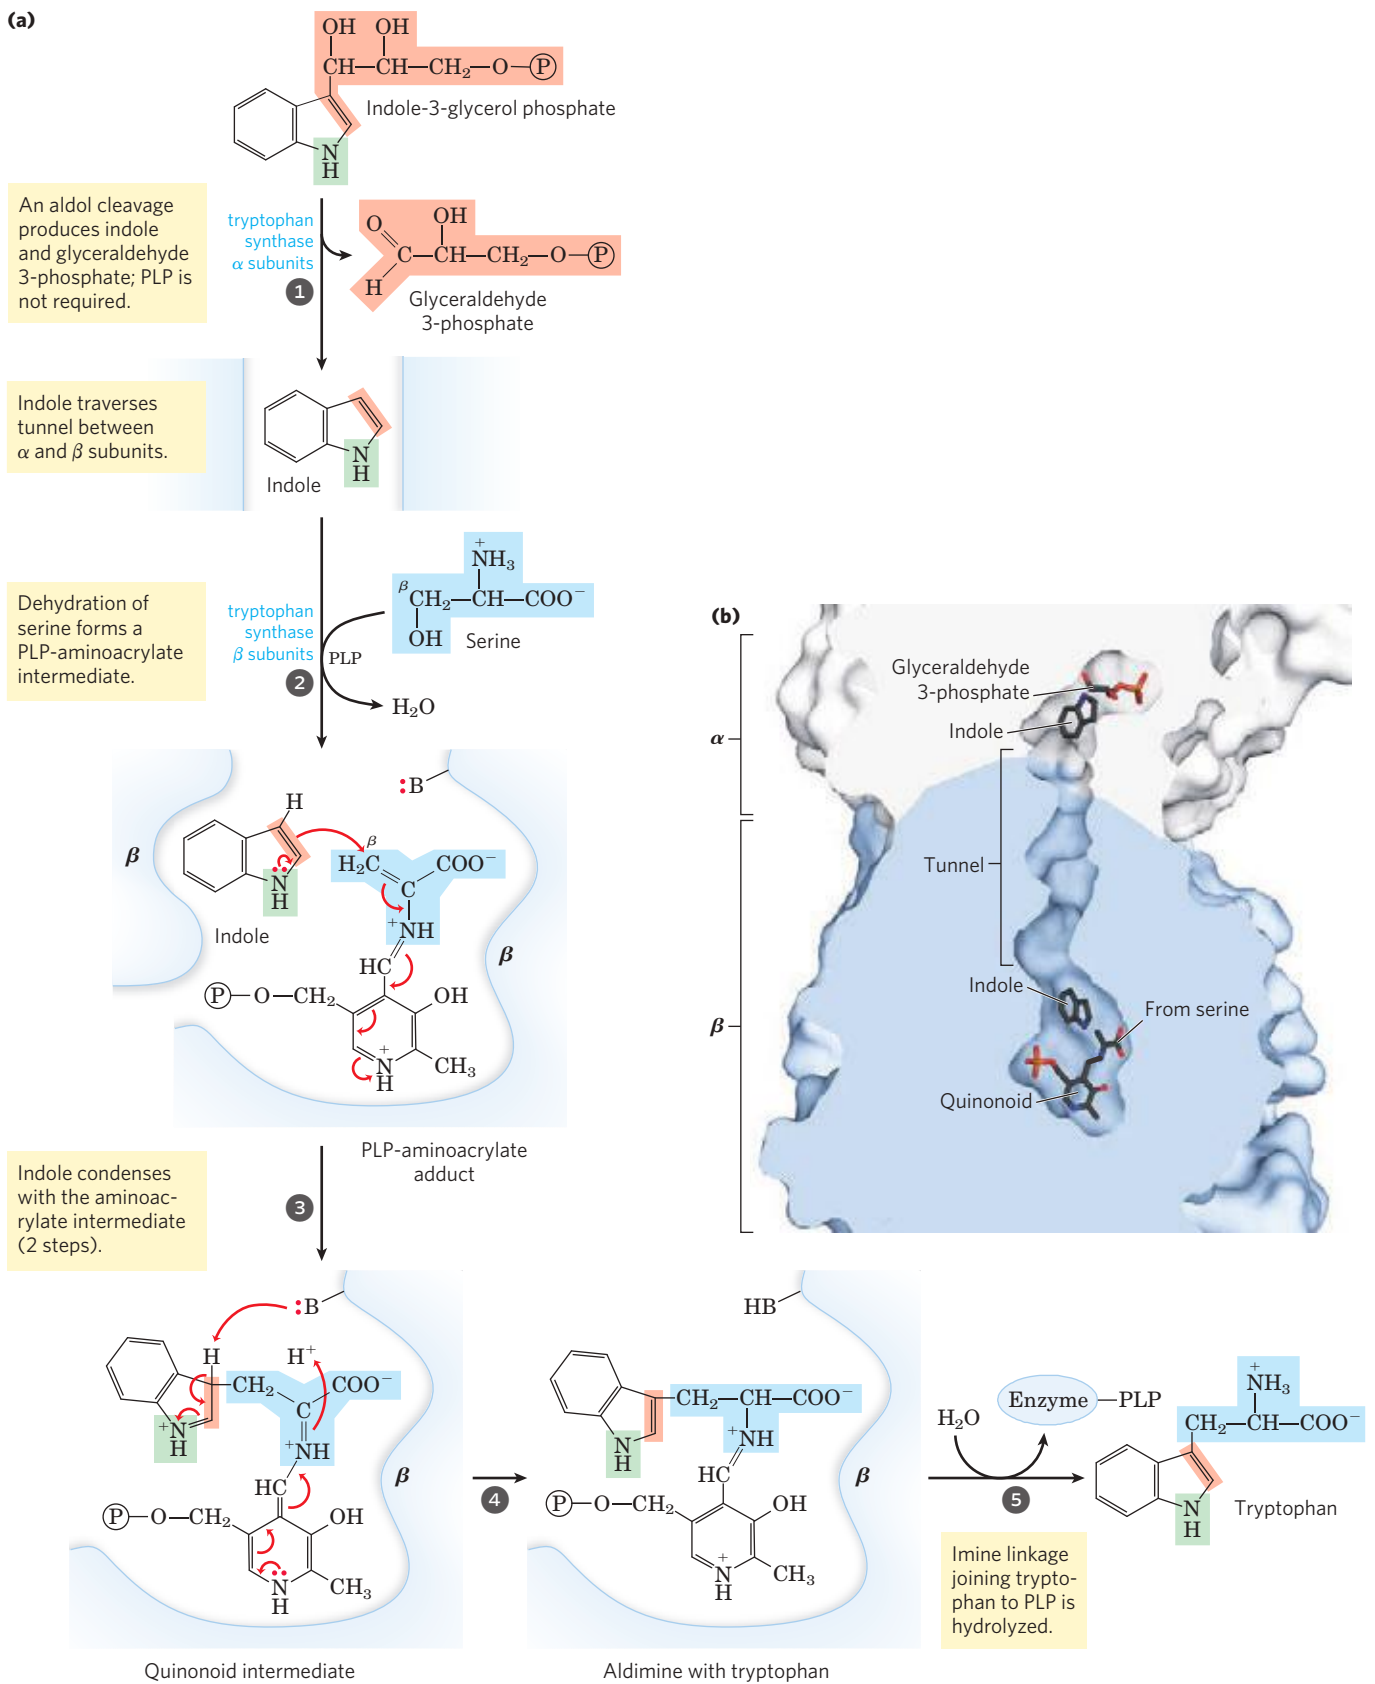 (a)
OH OH
CH—CH—CH₂—O—Ⓟ
Indole-3-glycerol phosphate
N
H
An aldol cleavage
produces indole
and glyceraldehyde
3-phosphate; PLP is
not required.
tryptophan
synthase
α subunits
1
O OH
C—CH—CH₂—O—Ⓟ
H
Glyceraldehyde
3-phosphate
Indole traverses
tunnel between
α and β subunits.
N
H
Indole
Dehydration of
serine forms a
PLP-aminoacrylate
intermediate.
tryptophan
synthase
β subunits
2
PLP
+
NH₃
β
CH₂—CH—COO⁻
OH
Serine
H₂O
:B
H
β
β
H₂C
COO⁻
C
N
H
+NH
Indole
β
HC
Ⓟ—O—CH₂
OH
+
N
H
CH₃
PLP-aminoacrylate
adduct
Indole condenses
with the aminoac-
rylate intermediate
(2 steps).
3
:B
H
H⁺
CH₂
COO⁻
C
+N
H
+NH
β
HC
Ⓟ—O—CH₂
OH
N
H
CH₃
Quinonoid intermediate
4
HB
CH₂—CH—COO⁻
N
H
+NH
β
HC
Ⓟ—O—CH₂
OH
+
N
H
CH₃
Aldimine with tryptophan
H₂O
Enzyme—PLP
5
Imine linkage
joining trypto-
phan to PLP is
hydrolyzed.
+
NH₃
CH₂—CH—COO⁻
N
H
Tryptophan
(b)
Glyceraldehyde
3-phosphate
Indole
α
Tunnel
Indole
From serine
β
Quinonoid